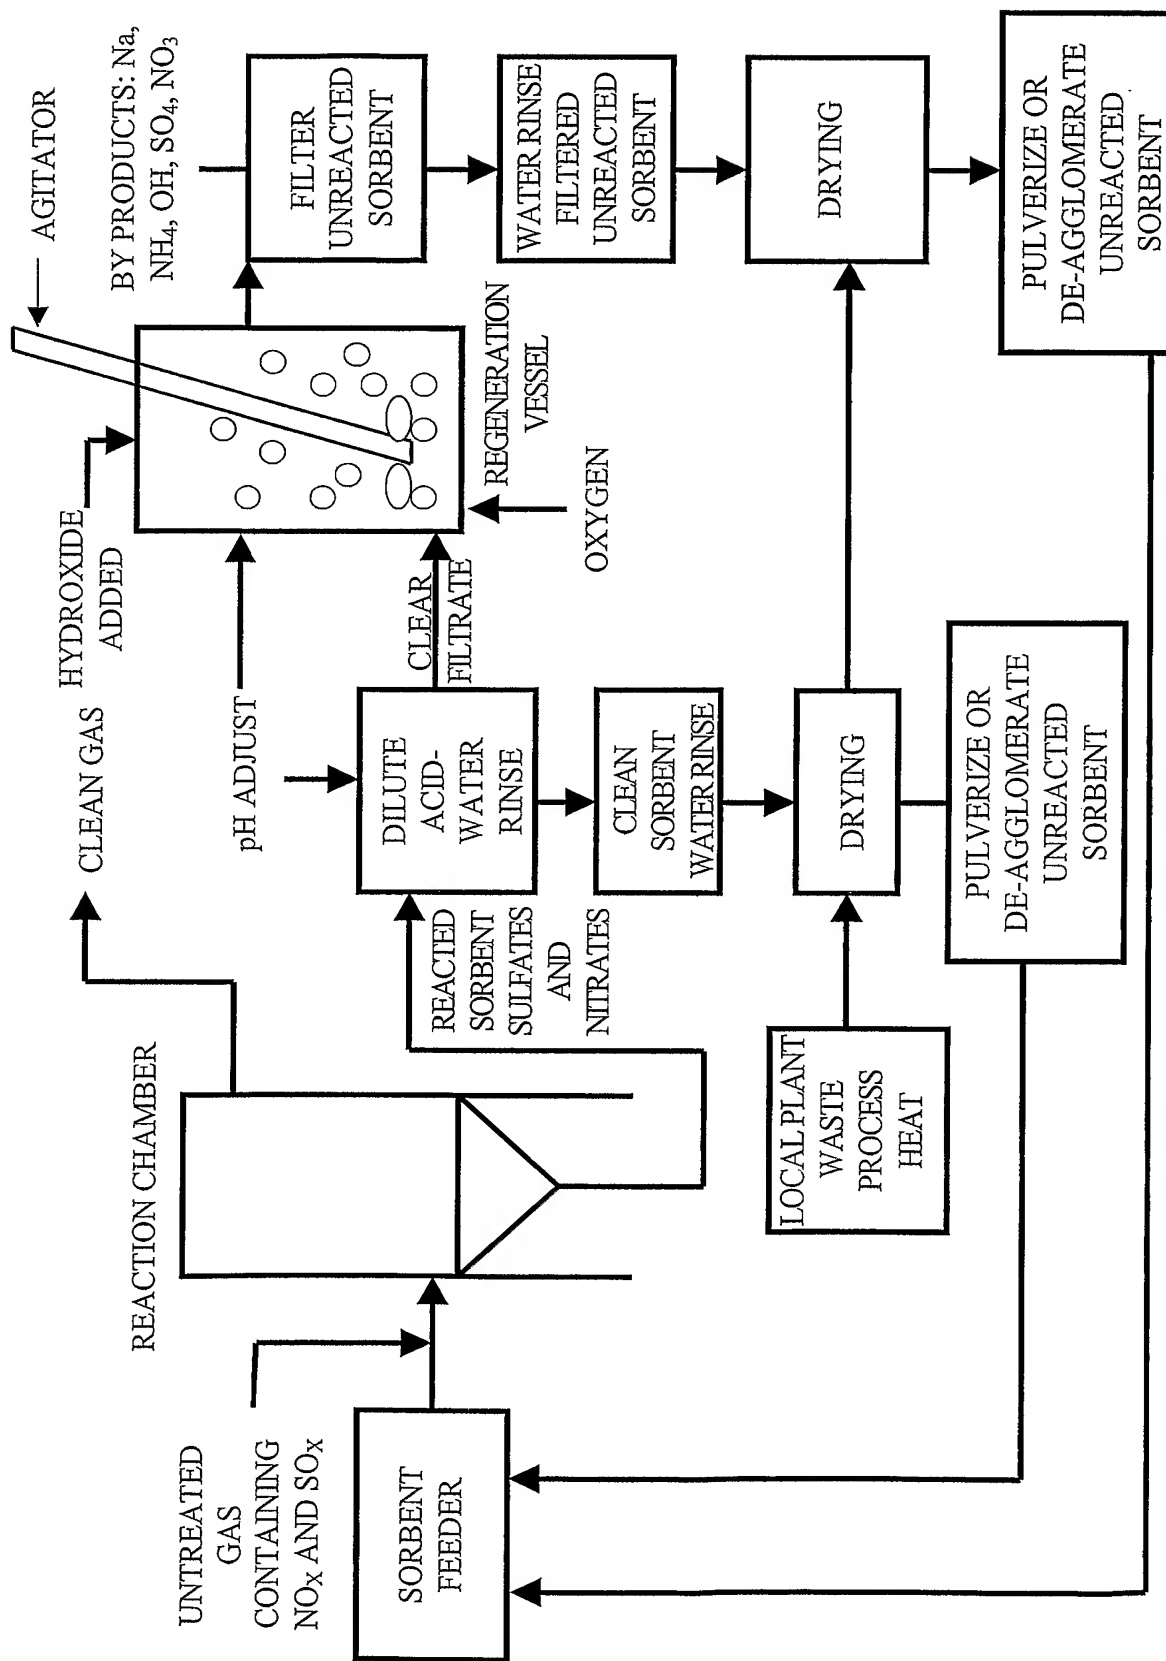 UNTREATED
GAS
CONTAINING
NOX AND SOX
SORBENT
FEEDER
REACTION CHAMBER
CLEAN GAS
REACTED
SORBENT
SULFATES
AND
NITRATES
LOCAL PLANT
WASTE
PROCESS
HEAT
pH ADJUST
DILUTE
ACID-
WATER
RINSE
CLEAN
SORBENT
WATER RINSE
DRYING
PULVERIZE OR
DE-AGGLOMERATE
UNREACTED
SORBENT
HYDROXIDE
ADDED
CLEAR
FILTRATE
OXYGEN
REGENERATION
VESSEL
AGITATOR
BY PRODUCTS: Na,
NH4, OH, SO4, NO3
FILTER
UNREACTED
SORBENT
WATER RINSE
FILTERED
UNREACTED
SORBENT
DRYING
PULVERIZE OR
DE-AGGLOMERATE
UNREACTED
SORBENT